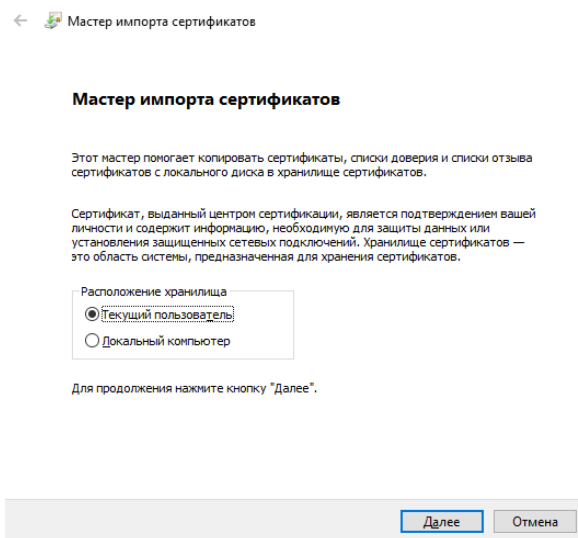 Мастер импорта сертификатов
Мастер импорта сертификатов
Этот мастер помогает копировать сертификаты, списки доверия и списки отзыва
сертификатов с локального диска в хранилище сертификатов.
Сертификат, выданный центром сертификации, является подтверждением вашей
личности и содержит информацию, необходимую для защиты данных или
установления защищенных сетевых подключений. Хранилище сертификатов —
это область системы, предназначенная для хранения сертификатов.
Расположение хранилища
Текущий пользователь
Локальный компьютер
Для продолжения нажмите кнопку "Далее".
Далее Отмена